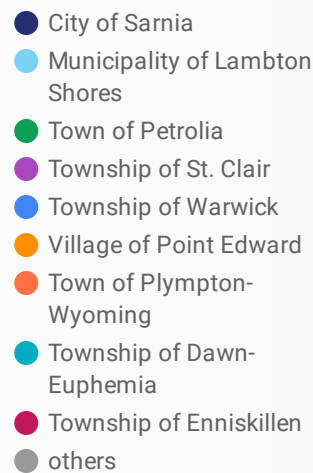 City of Sarnia
Municipality of Lambton
Shores
Town of Petrolia
Township of St. Clair
Township of Warwick
Village of Point Edward
Town of Plympton-
Wyoming
Township of Dawn-
Euphemia
Township of Enniskillen
others